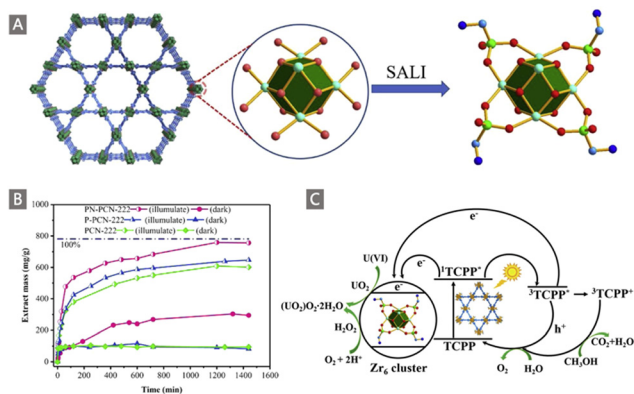 A
SALI
B
PN-PCN-222 (illumulate) (dark)
P-PCN-222 (illumulate) (dark)
PCN-222 (illumulate) (dark)
100%
Extract mass (mg/g)
1000
800
600
400
200
0
0 200 400 600 800 1000 1200 1400
Time (min)
C
e-
e-
U(VI)
e-
¹TCPP*
UO₂
(UO₂)O₂·2H₂O
³TCPP*
³TCPP⁺
h⁺
H₂O₂
O₂ + 2H⁺
TCPP
Zr₆ cluster
O₂
H₂O
CO₂+H₂O
CH₃OH